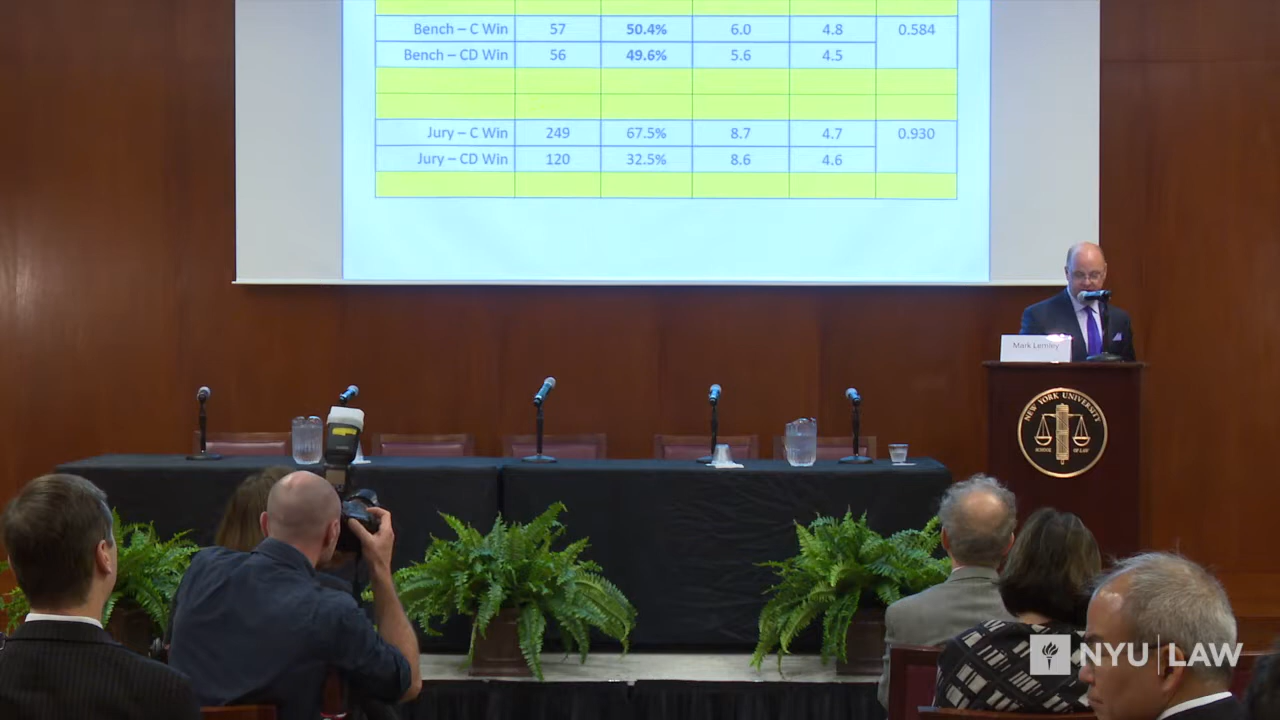 Bench – C Win 57 50.4% 6.0 4.8 0.584
Bench – CD Win 56 49.6% 5.6 4.5
Jury – C Win 249 67.5% 8.7 4.7 0.930
Jury – CD Win 120 32.5% 8.6 4.6
Mark Lemley
NEW YORK UNIVERSITY
SCHOOL OF LAW
NYU LAW